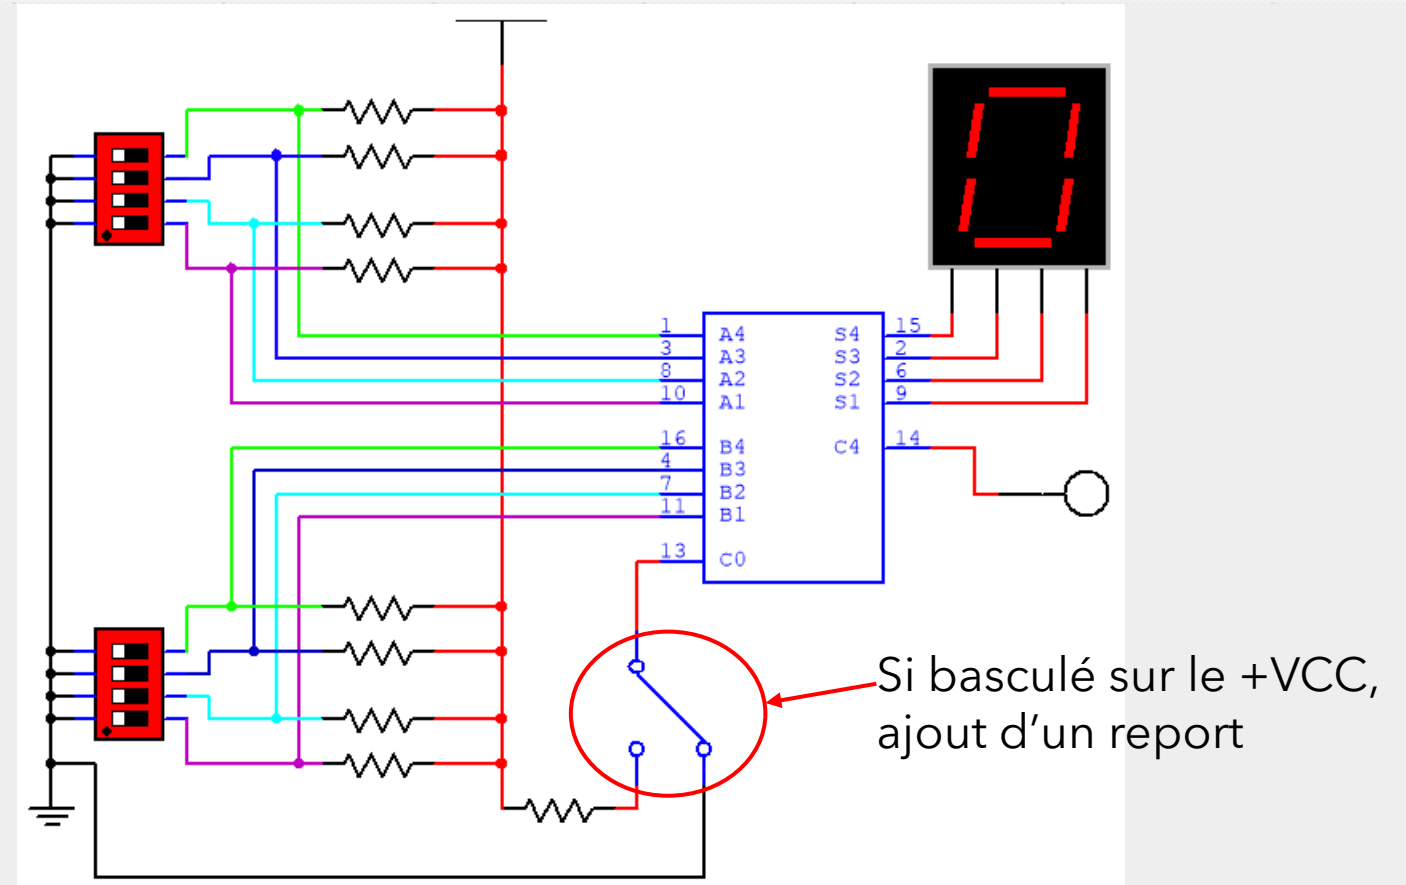 1 A4 S4 15
3 A3 S3 2
8 A2 S2 6
10 A1 S1 9
16 B4 C4 14
4 B3
7 B2
11 B1
13 C0
Si basculé sur le +VCC,
ajout d’un report